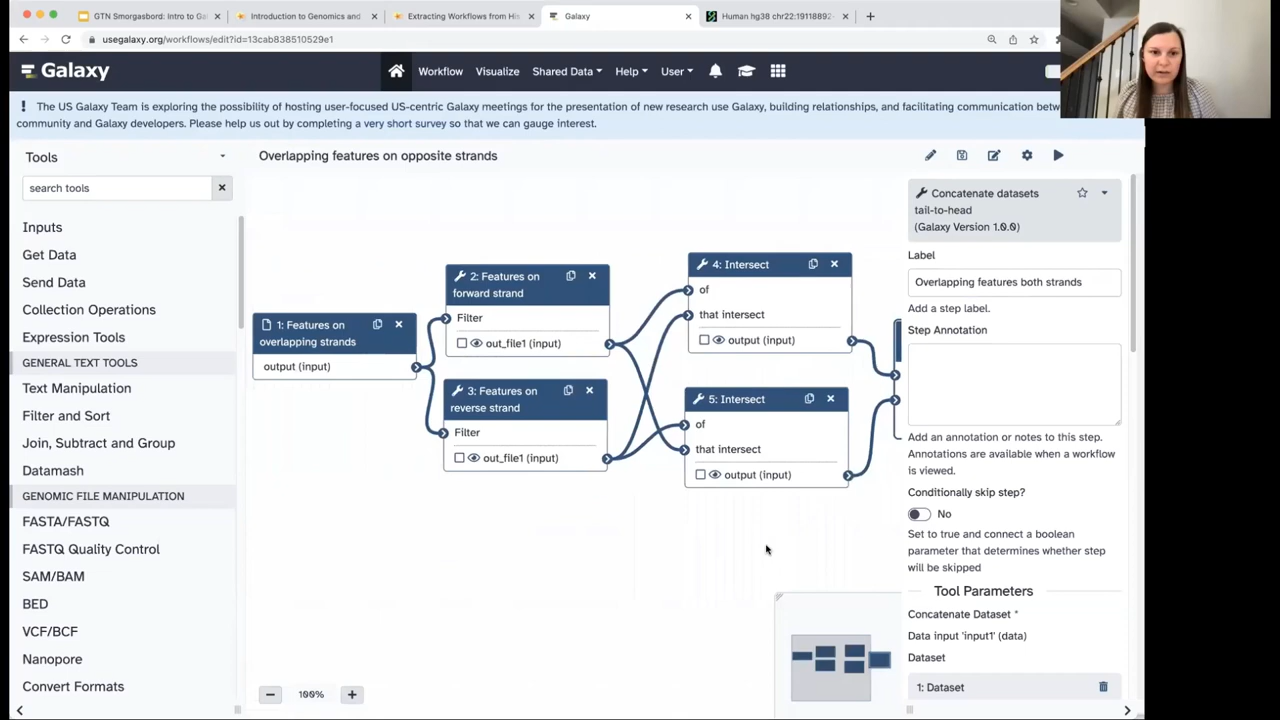 GTN Smorgasbord: Intro to Gal
Introduction to Genomics and
Extracting Workflows from His
Galaxy
Human hg38 chr22:19118892-
usegalaxy.org/workflows/edit?id=13cab838510529e1
Galaxy
Workflow
Visualize
Shared Data
Help
User
The US Galaxy Team is exploring the possibility of hosting user-focused US-centric Galaxy meetings for the presentation of new research use Galaxy, building relationships, and facilitating communication betw
community and Galaxy developers. Please help us out by completing a very short survey so that we can gauge interest.
Tools
search tools
Inputs
Get Data
Send Data
Collection Operations
Expression Tools
GENERAL TEXT TOOLS
Text Manipulation
Filter and Sort
Join, Subtract and Group
Datamash
GENOMIC FILE MANIPULATION
FASTA/FASTQ
FASTQ Quality Control
SAM/BAM
BED
VCF/BCF
Nanopore
Convert Formats
Overlapping features on opposite strands
1: Features on
overlapping strands
output (input)
2: Features on
forward strand
Filter
out_file1 (input)
3: Features on
reverse strand
Filter
out_file1 (input)
4: Intersect
of
that intersect
output (input)
5: Intersect
of
that intersect
output (input)
100%
Concatenate datasets
tail-to-head
(Galaxy Version 1.0.0)
Label
Overlapping features both strands
Add a step label.
Step Annotation
Add an annotation or notes to this step.
Annotations are available when a workflow
is viewed.
Conditionally skip step?
No
Set to true and connect a boolean
parameter that determines whether step
will be skipped
Tool Parameters
Concatenate Dataset *
Data input 'input1' (data)
Dataset
1: Dataset